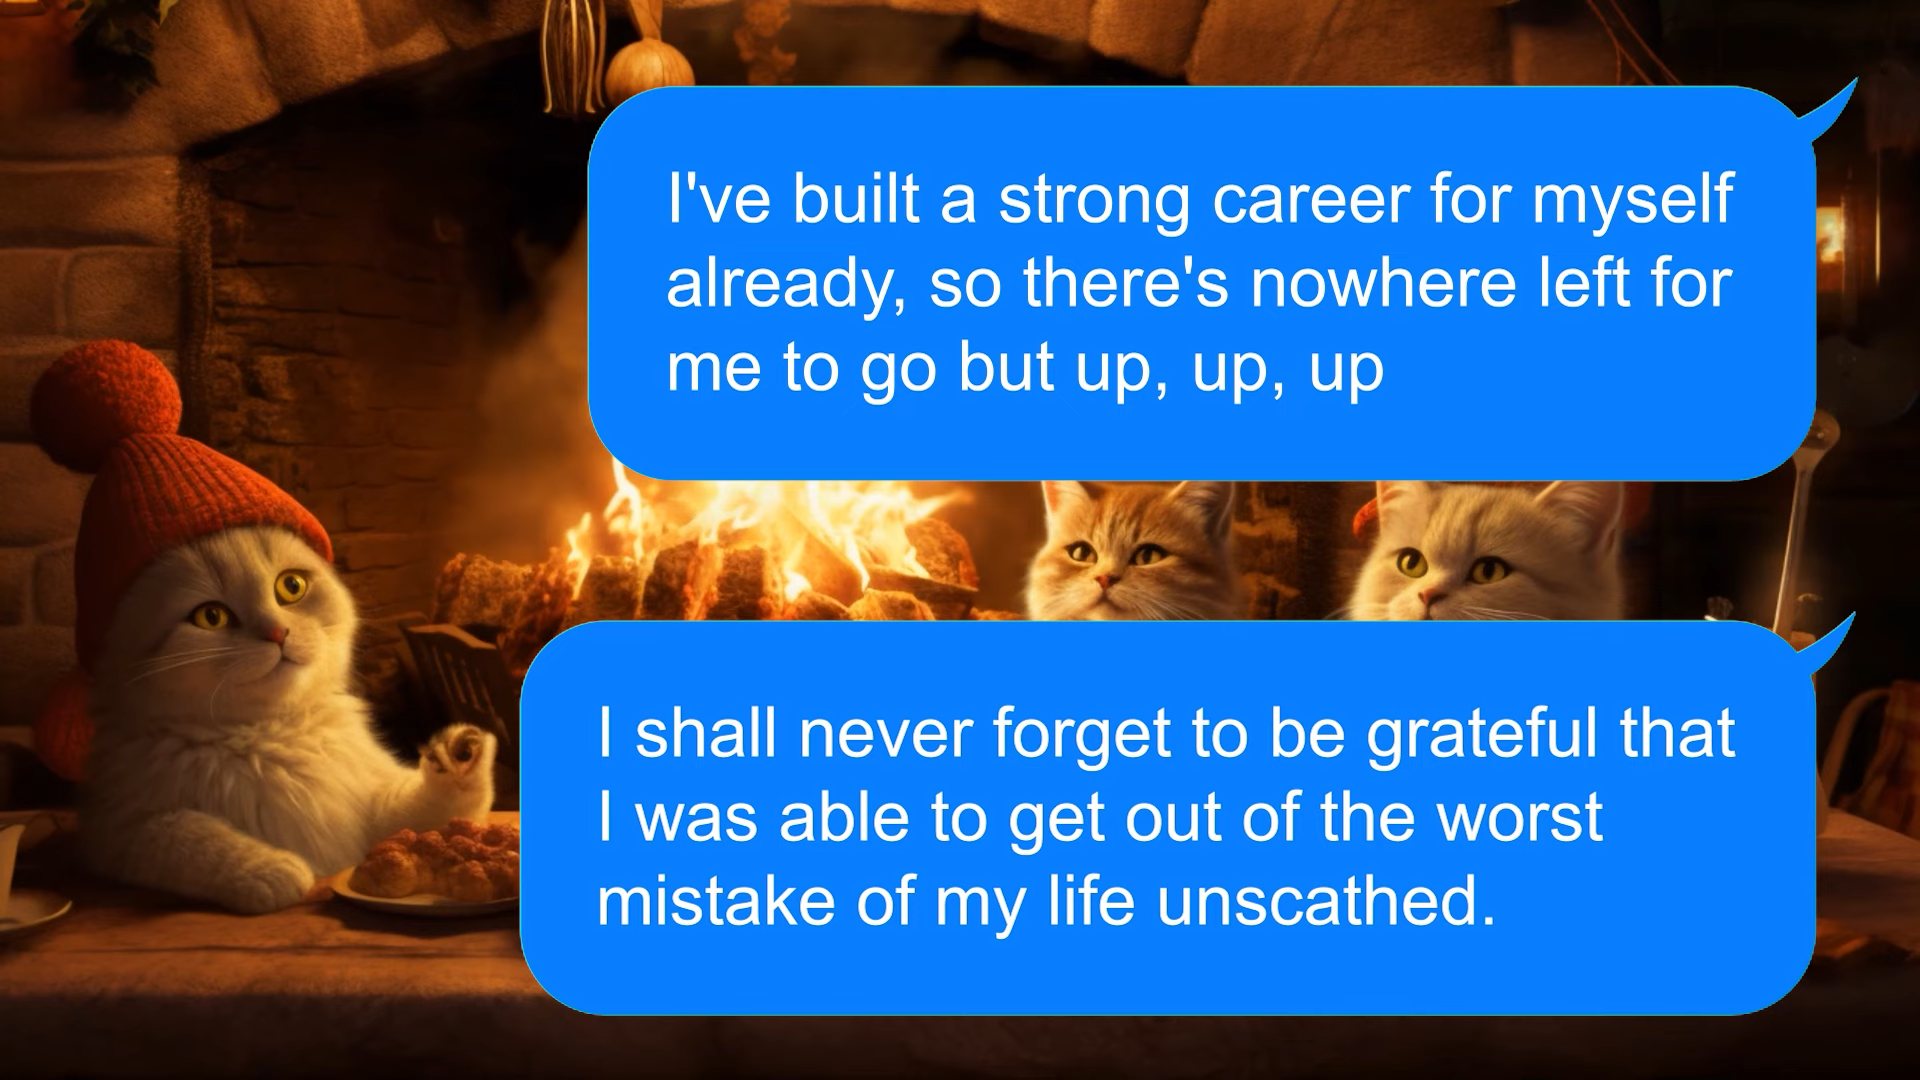 I've built a strong career for myself
already, so there's nowhere left for
me to go but up, up, up
I shall never forget to be grateful that
I was able to get out of the worst
mistake of my life unscathed.